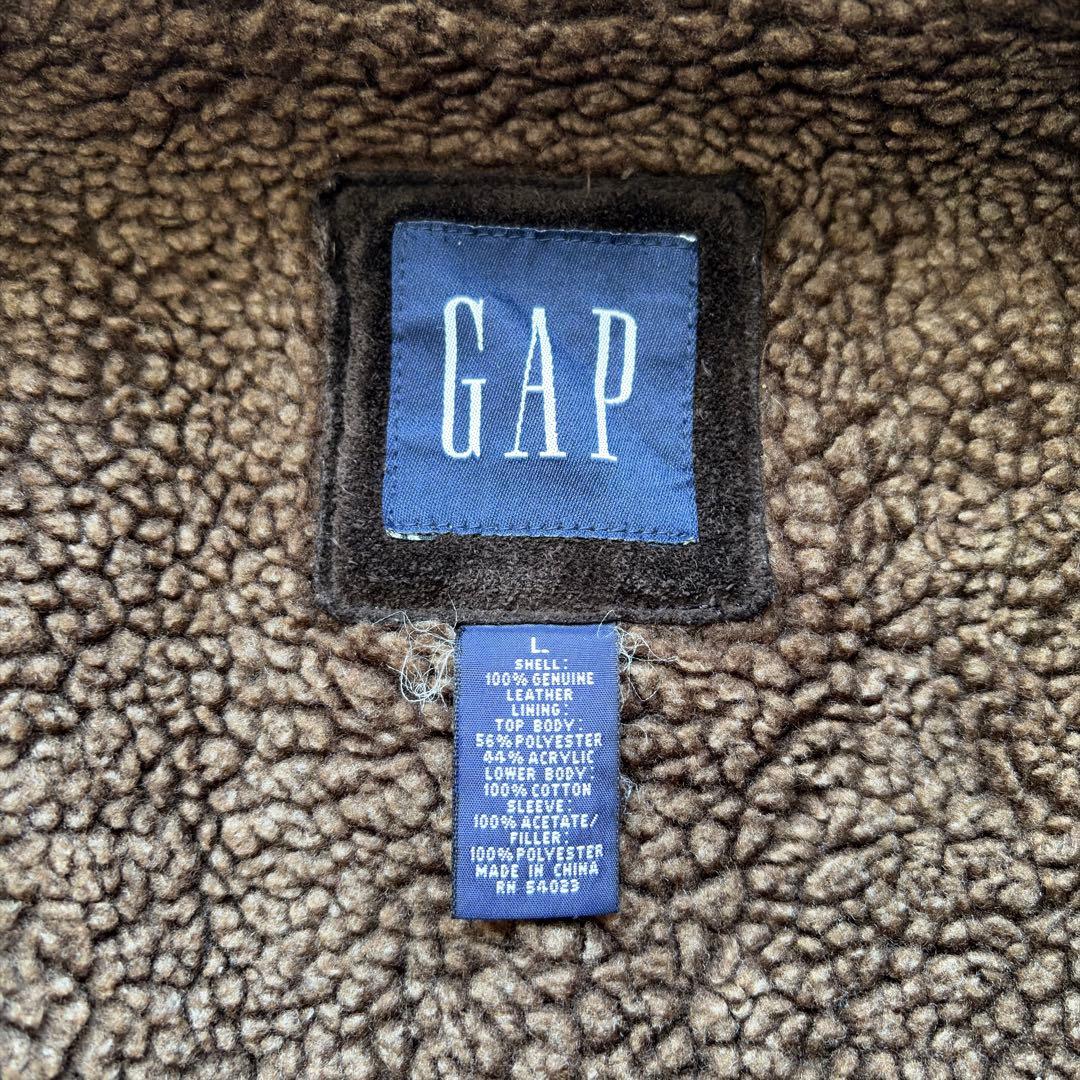 GAP
L.
SHELL:
100% GENUINE
LEATHER
LINING:
TOP BODY:
56% POLYESTER
44% ACRYLIC
LOWER BODY:
100% COTTON
SLEEVE:
100% ACETATE/
FILLER:
100% POLYESTER
MADE IN CHINA
RN 54023